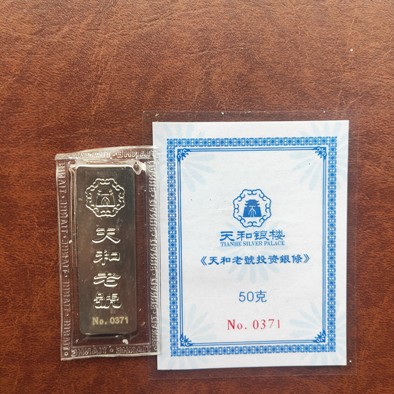 天
和
老
號
No. 0371
天和银楼
TIANHE SILVER PALACE
《天和老號投资銀條》
50克
No. 0371